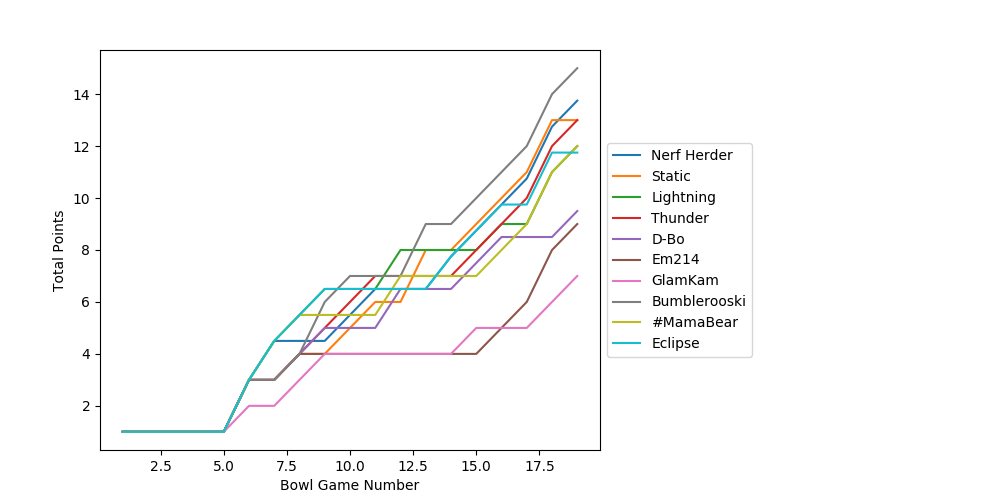 14
12
10
8
6
4
2
Total Points
2.5 5.0 7.5 10.0 12.5 15.0 17.5
Bowl Game Number
Nerf Herder
Static
Lightning
Thunder
D-Bo
Em214
GlamKam
Bumblerooski
#MamaBear
Eclipse